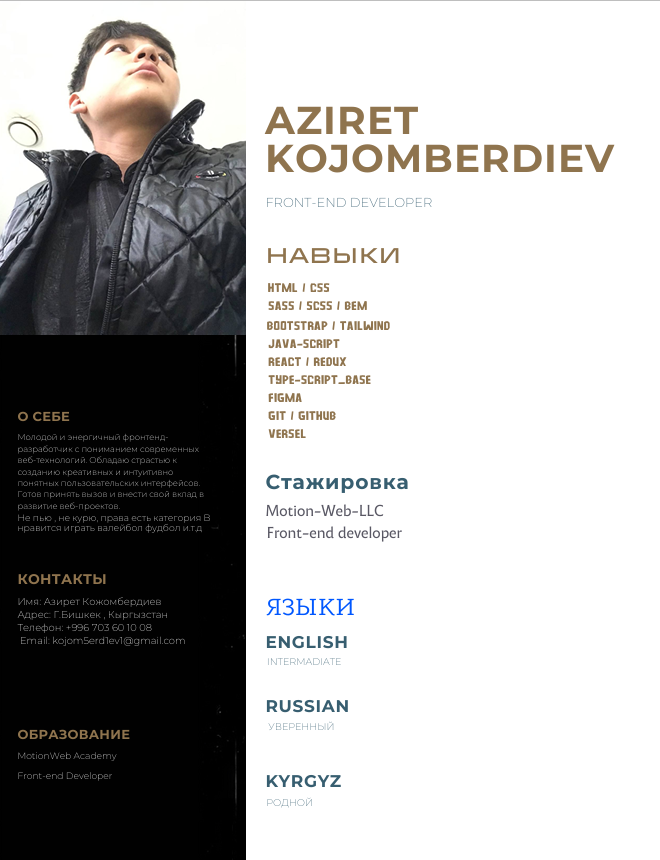 AZIRET
KOJOMBERDIEV
FRONT-END DEVELOPER
НАВЫКИ
HTML / CSS
SASS / SCSS / BEM
BOOTSTRAP / TAILWIND
JAVA-SCRIPT
REACT / REDUX
TYPE-SCRIPT_BASE
FIGMA
GIT / GITHUB
VERSEL
Стажировка
Motion-Web-LLC
Front-end developer
ЯЗЫКИ
ENGLISH
INTERMADIATE
RUSSIAN
УВЕРЕННЫЙ
KYRGYZ
РОДНОЙ
О СЕБЕ
Молодой и энергичный фронтенд-
разработчик с пониманием современных
веб-технологий. Обладаю страстью к
созданию креативных и интуитивно
понятных пользовательских интерфейсов.
Готов принять вызов и внести свой вклад в
развитие веб-проектов.
Не пью , не курю, права есть категория В
нравится играть валейбол фудбол и.т.д
КОНТАКТЫ
Имя: Азирет Кожомбердиев
Адрес: Г.Бишкек , Кыргызстан
Телефон: +996 703 60 10 08
Email: kojom5erd1ev1@gmail.com
ОБРАЗОВАНИЕ
MotionWeb Academy
Front-end Developer